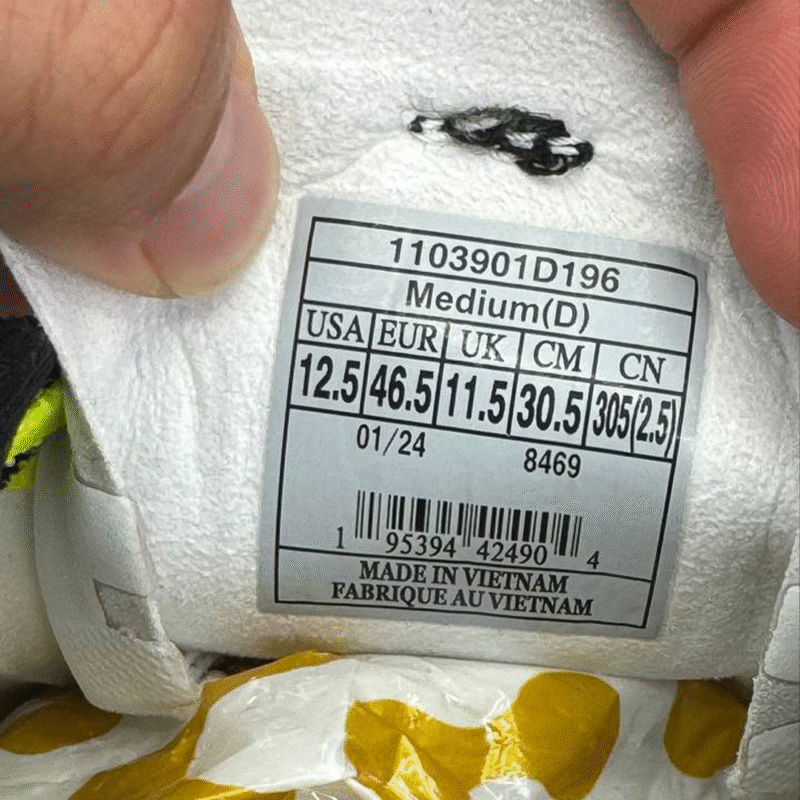 1103901D196
Medium(D)
USA EUR UK CM CN
12.5 46.5 11.5 30.5 305(2.5)
01/24 8469
1 95394 42490 4
MADE IN VIETNAM
FABRIQUE AU VIETNAM